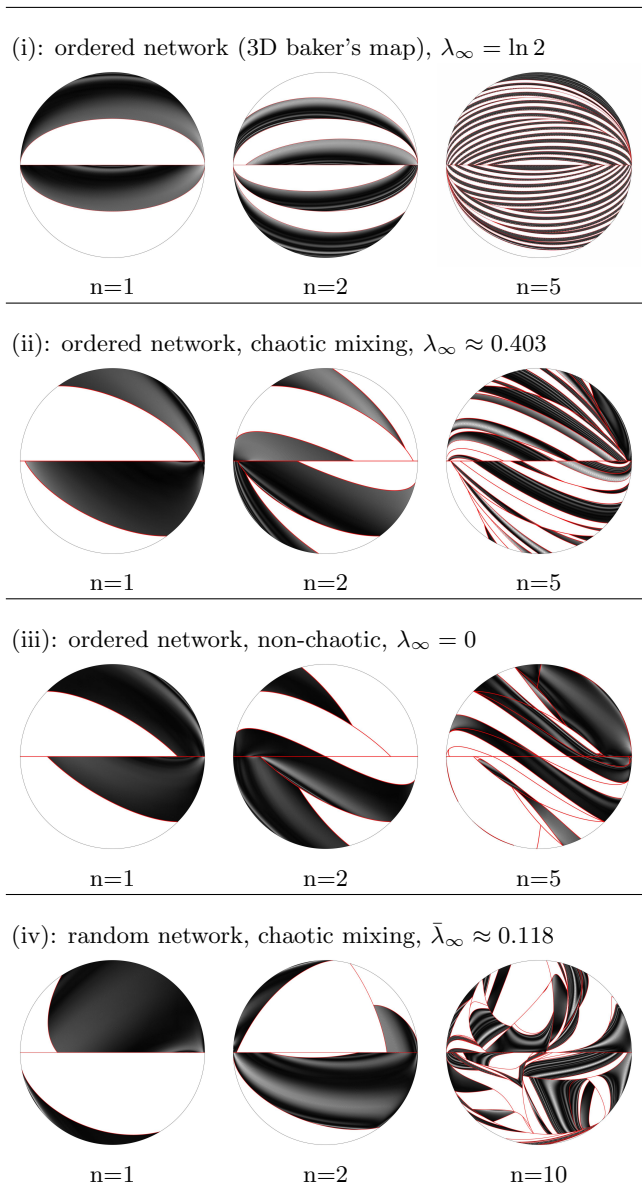 (i): ordered network (3D baker's map), λ∞ = ln 2
n=1 n=2 n=5
(ii): ordered network, chaotic mixing, λ∞ ≈ 0.403
n=1 n=2 n=5
(iii): ordered network, non-chaotic, λ∞ = 0
n=1 n=2 n=5
(iv): random network, chaotic mixing, λ̄∞ ≈ 0.118
n=1 n=2 n=10